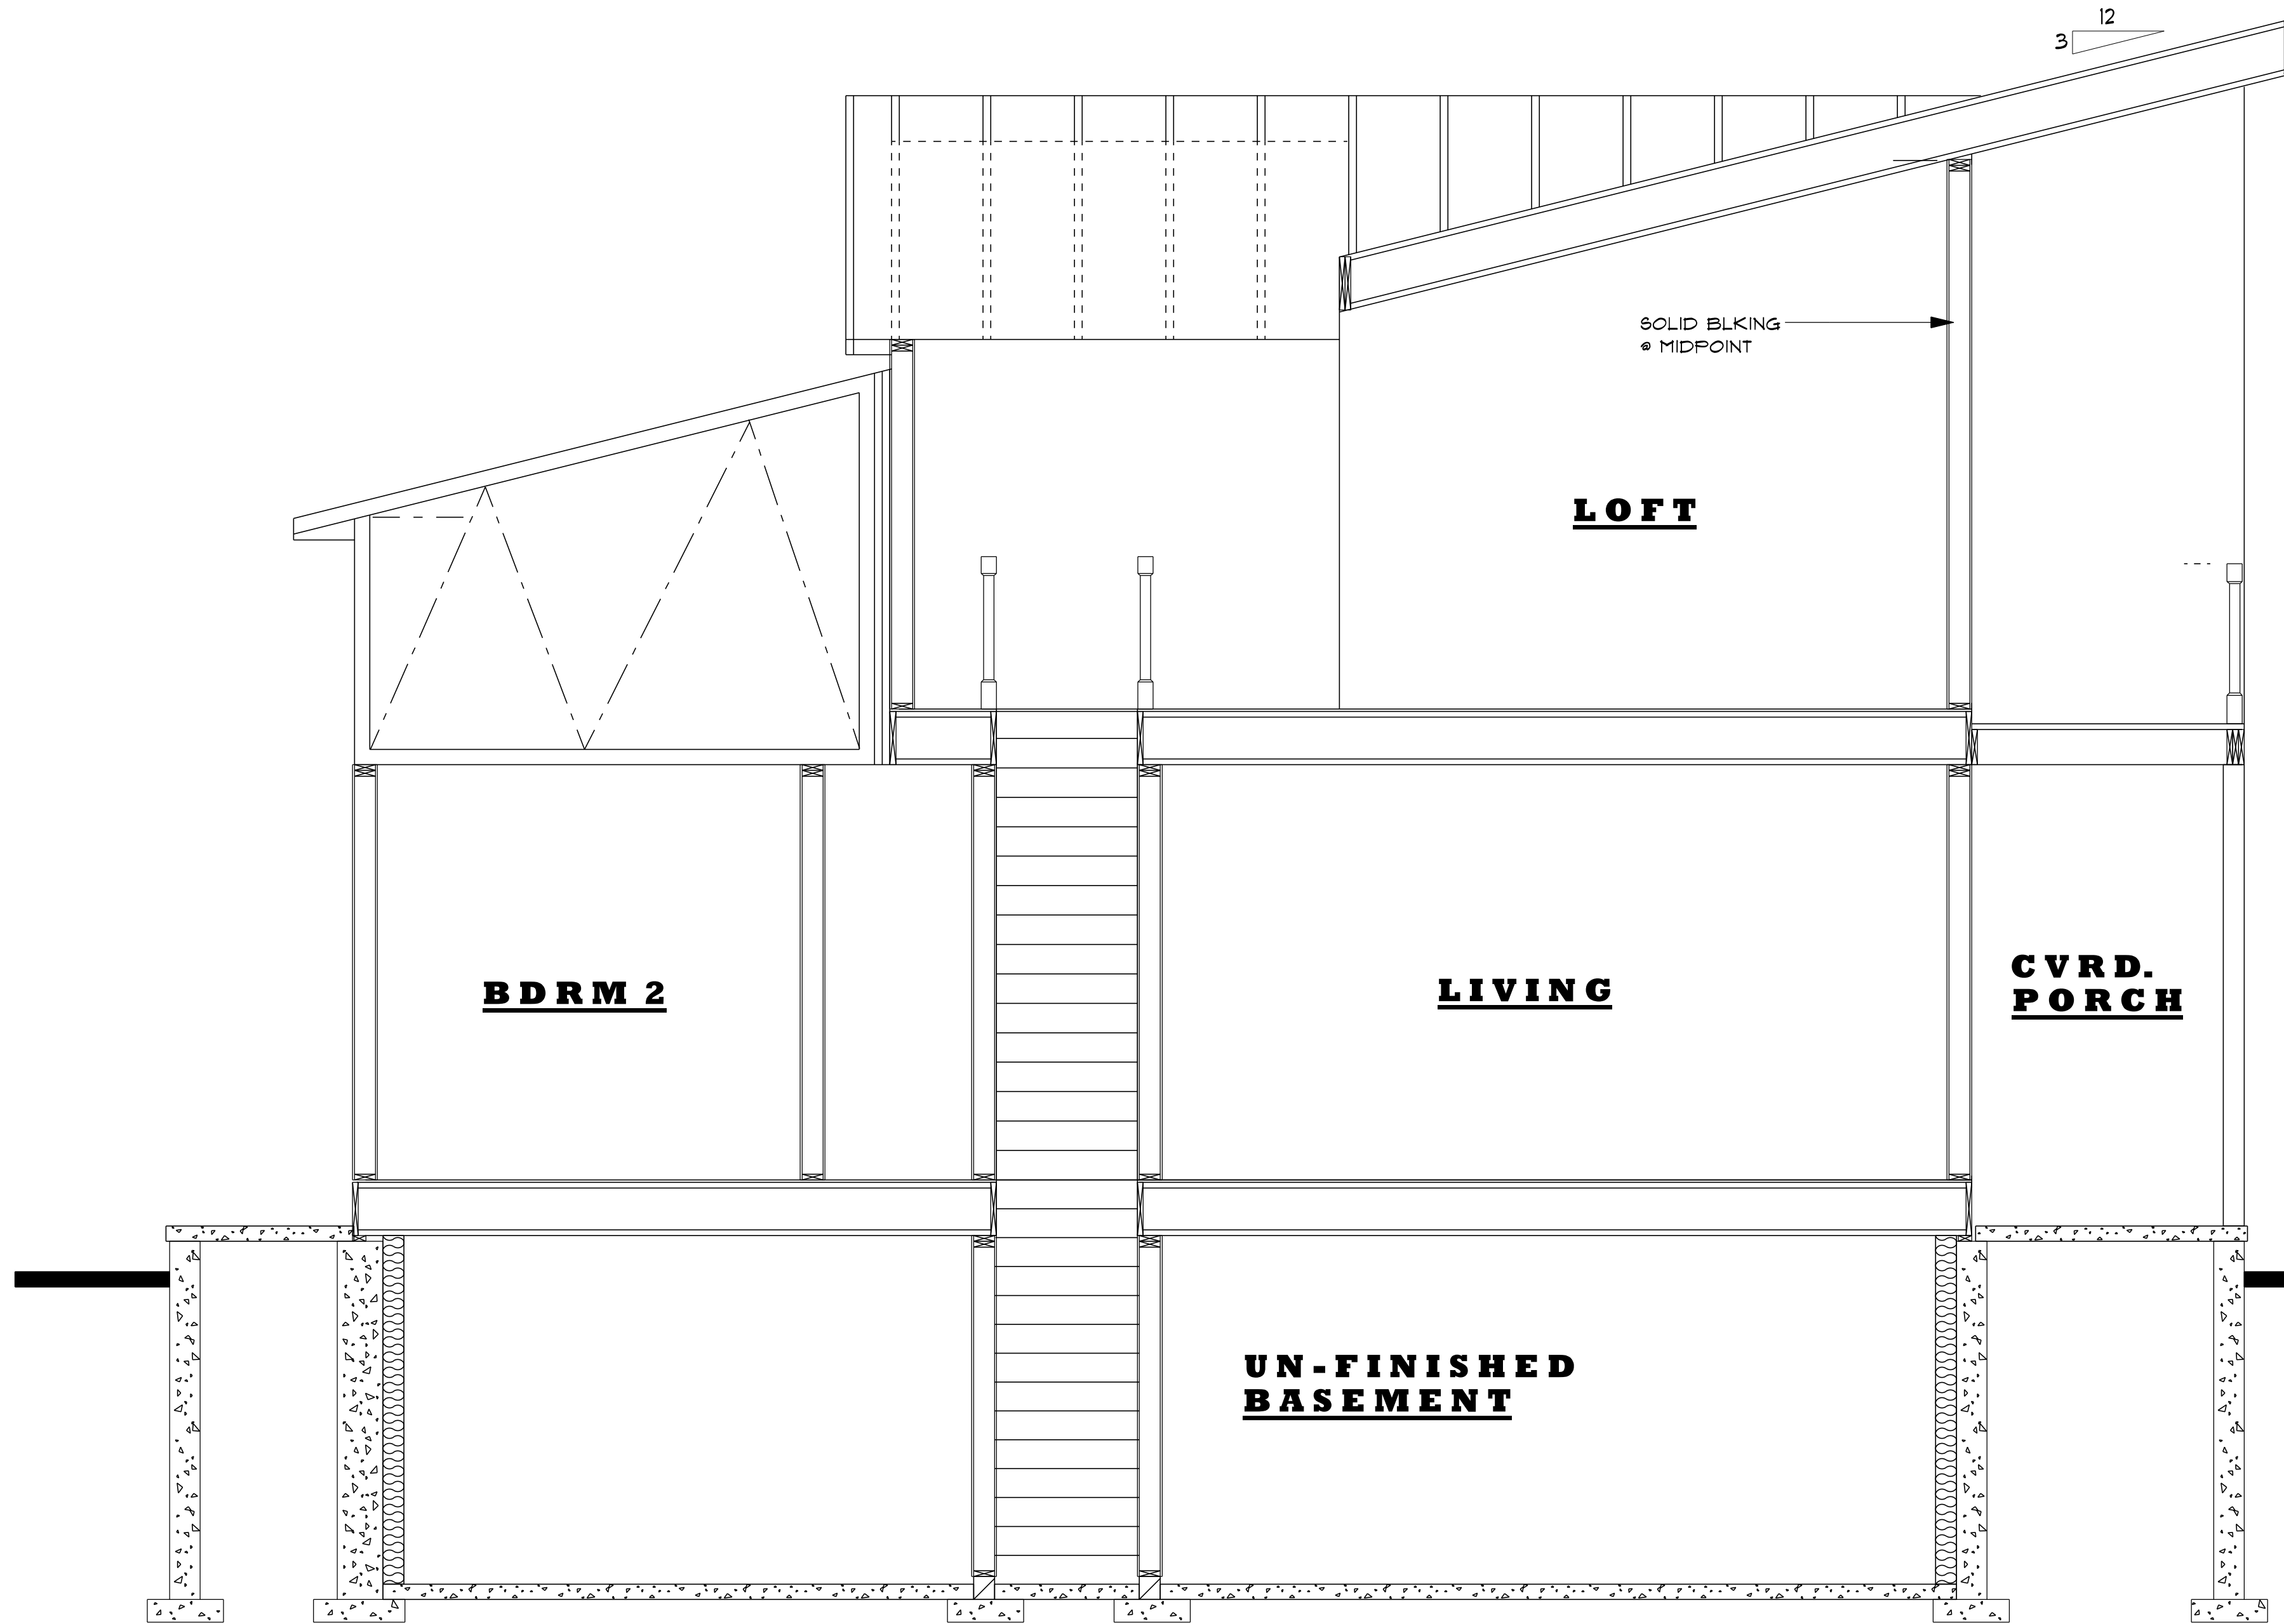 12
3
SOLID BLKING
@ MIDPOINT
LOFT
BDRM 2
LIVING
CVRD.
PORCH
UN-FINISHED
BASEMENT